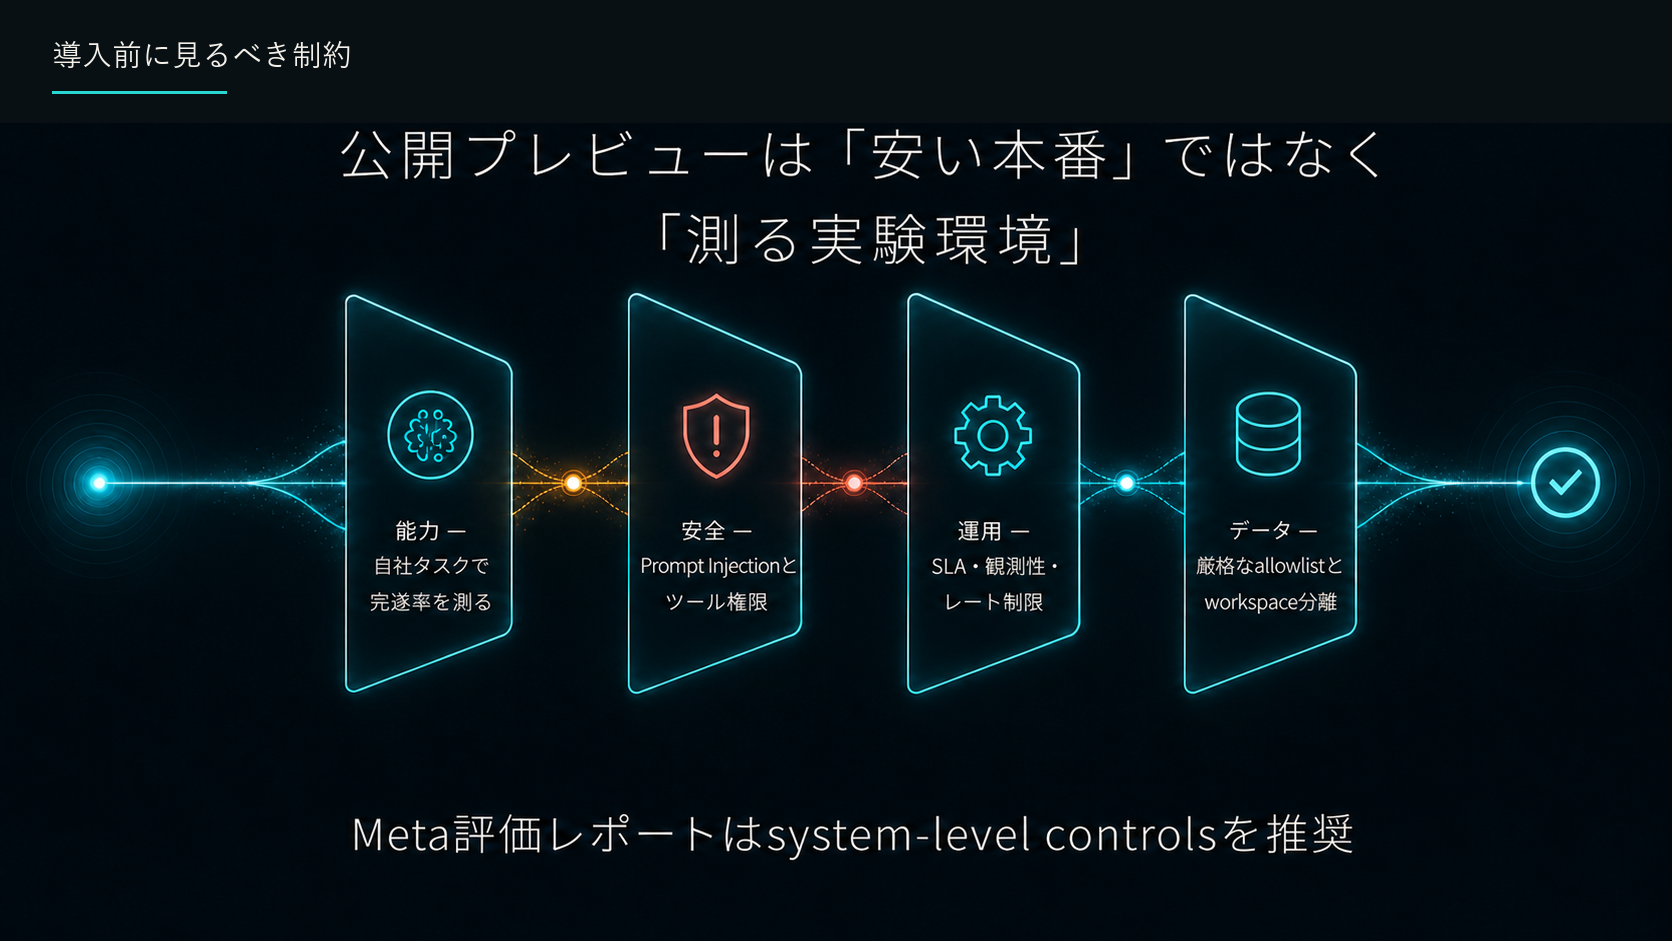 導入前に見るべき制約
公開プレビューは「安い本番」ではなく
「測る実験環境」
能力 —
自社タスクで
完遂率を測る
安全 —
Prompt Injectionと
ツール権限
運用 —
SLA・観測性・
レート制限
データ —
厳格なallowlistと
workspace分離
Meta評価レポートはsystem-level controlsを推奨